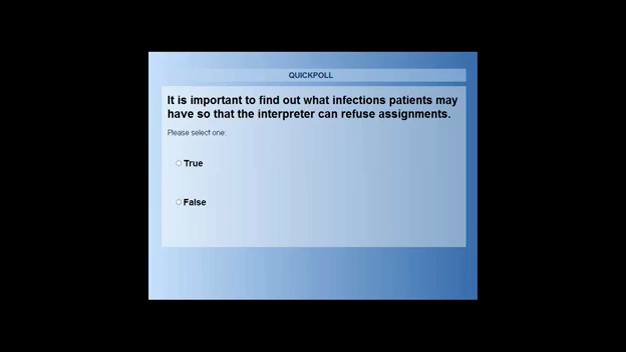 QUICKPOLL
It is important to find out what infections patients may
have so that the interpreter can refuse assignments.
Please select one:
True
False